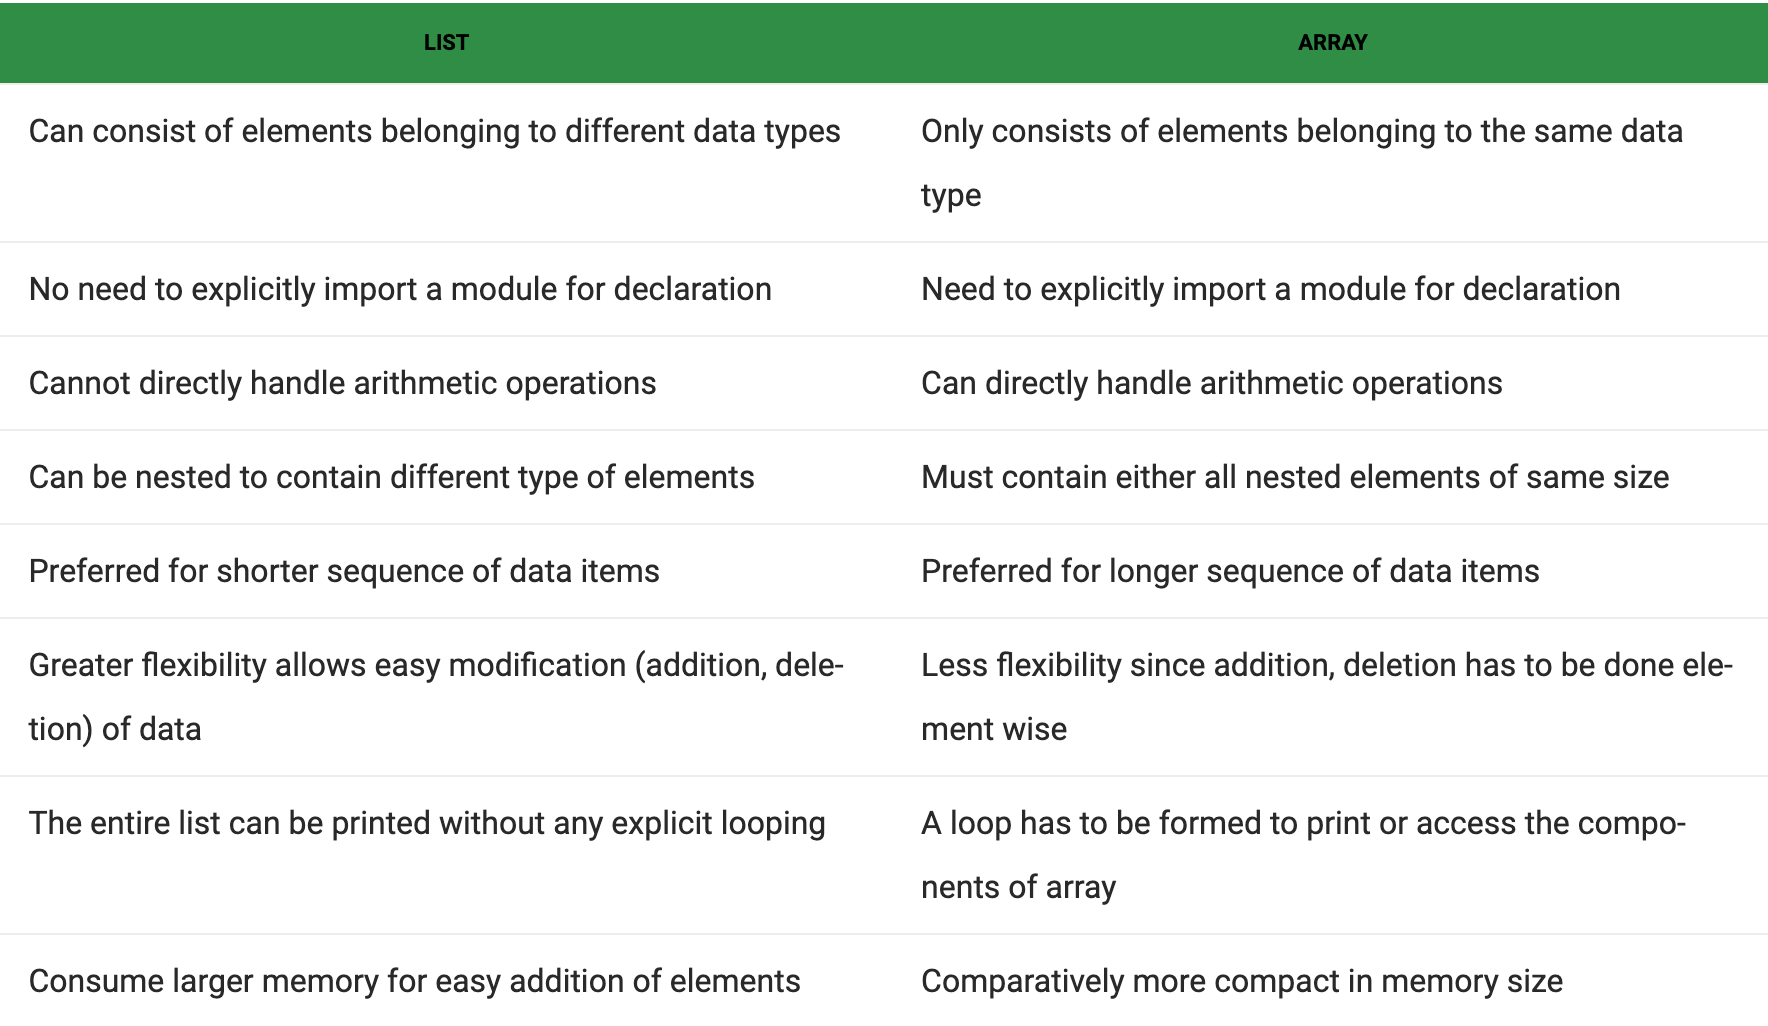 LIST ARRAY
Can consist of elements belonging to different data types Only consists of elements belonging to the same data
type
No need to explicitly import a module for declaration Need to explicitly import a module for declaration
Cannot directly handle arithmetic operations Can directly handle arithmetic operations
Can be nested to contain different type of elements Must contain either all nested elements of same size
Preferred for shorter sequence of data items Preferred for longer sequence of data items
Greater flexibility allows easy modification (addition, dele-
tion) of data
Less flexibility since addition, deletion has to be done ele-
ment wise
The entire list can be printed without any explicit looping A loop has to be formed to print or access the compo-
nents of array
Consume larger memory for easy addition of elements Comparatively more compact in memory size